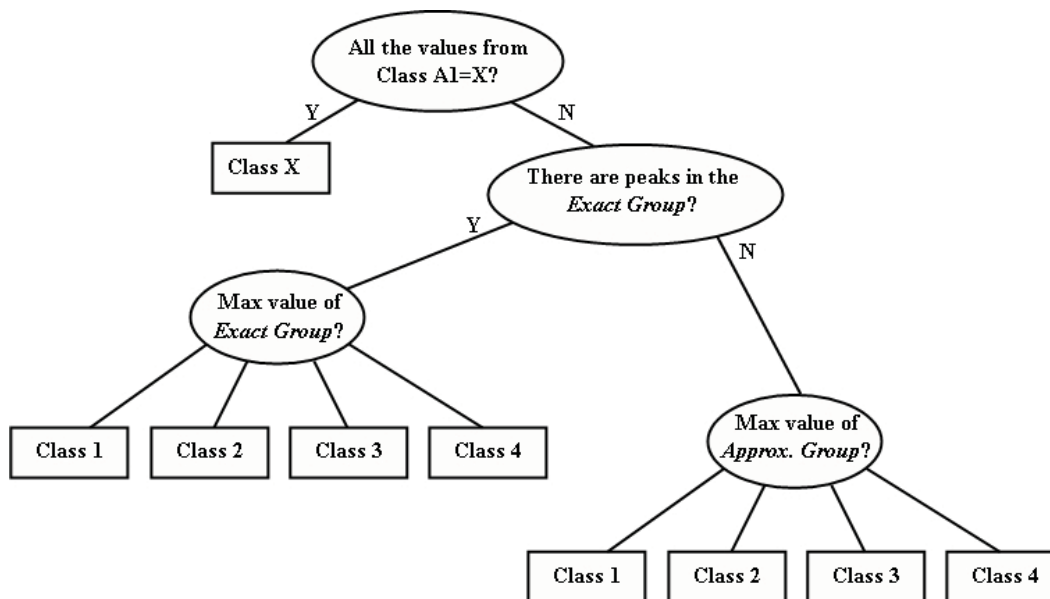 All the values from
Class A1=X?
Y
N
Class X
There are peaks in the
Exact Group?
Y
N
Max value of
Exact Group?
Class 1
Class 2
Class 3
Class 4
Max value of
Approx. Group?
Class 1
Class 2
Class 3
Class 4